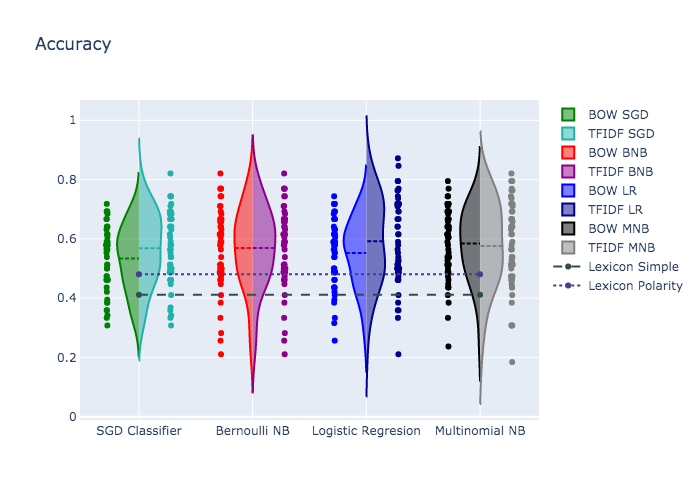 Accuracy
1
0.8
0.6
0.4
0.2
0
SGD Classifier
Bernoulli NB
Logistic Regresion
Multinomial NB
BOW SGD
TFIDF SGD
BOW BNB
TFIDF BNB
BOW LR
TFIDF LR
BOW MNB
TFIDF MNB
Lexicon Simple
Lexicon Polarity